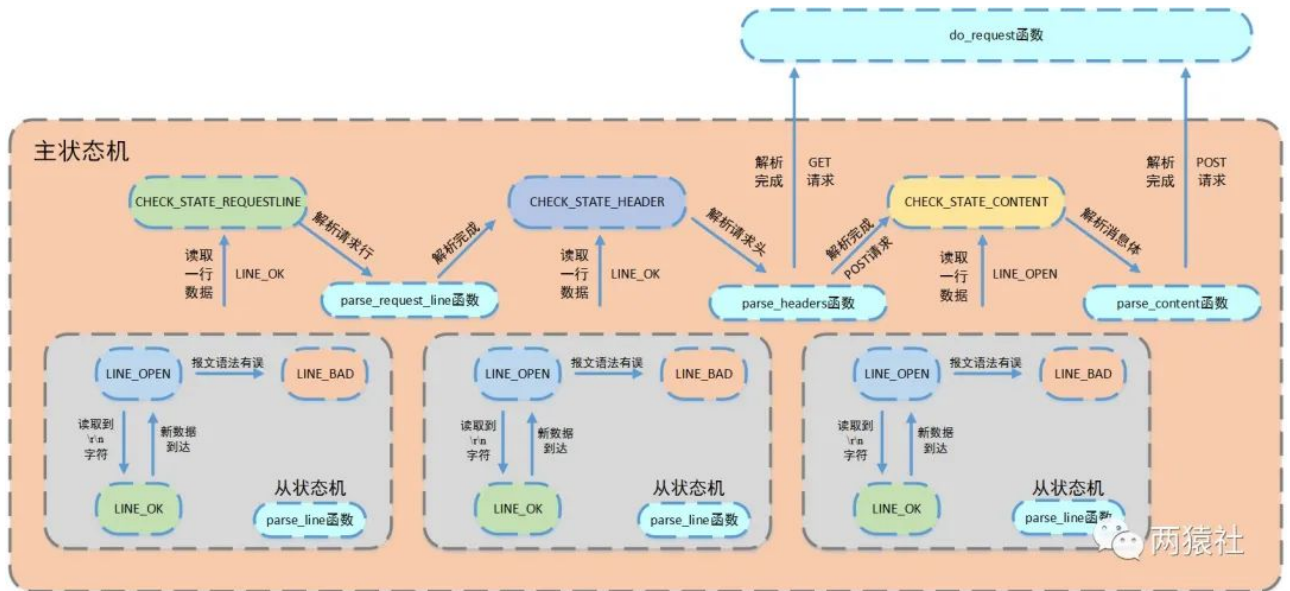 do_request函数
主状态机
解析
完成
GET
请求
解析
完成
POST
请求
CHECK_STATE_REQUESTLINE
CHECK_STATE_HEADER
CHECK_STATE_CONTENT
解析请求行
解析完成
解析请求头
解析完成
POST请求
解析消息体
读取
一行
数据
LINE_OK
读取
一行
数据
LINE_OK
读取
一行
数据
LINE_OPEN
parse_request_line函数
parse_headers函数
parse_content函数
LINE_OPEN
报文语法有误
LINE_BAD
读取到
\r\n
字符
新数据
到达
LINE_OK
从状态机
parse_line函数
LINE_OPEN
报文语法有误
LINE_BAD
读取到
\r\n
字符
新数据
到达
LINE_OK
从状态机
parse_line函数
LINE_OPEN
报文语法有误
LINE_BAD
读取到
\r\n
字符
新数据
到达
LINE_OK
从状态机
parse_line函数
两猿社